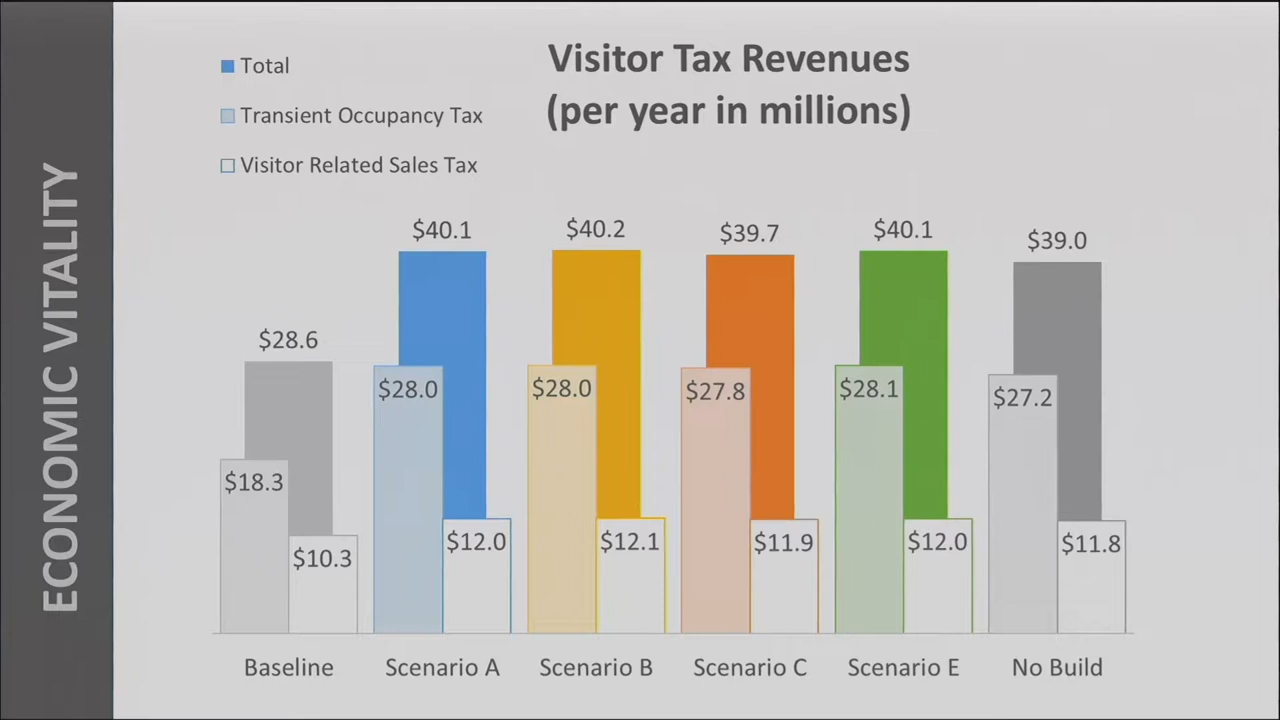 ECONOMIC VITALITY
Visitor Tax Revenues
(per year in millions)
Total
Transient Occupancy Tax
Visitor Related Sales Tax
$28.6
$18.3
$10.3
$40.1
$28.0
$12.0
$40.2
$28.0
$12.1
$39.7
$27.8
$11.9
$40.1
$28.1
$12.0
$39.0
$27.2
$11.8
Baseline
Scenario A
Scenario B
Scenario C
Scenario E
No Build